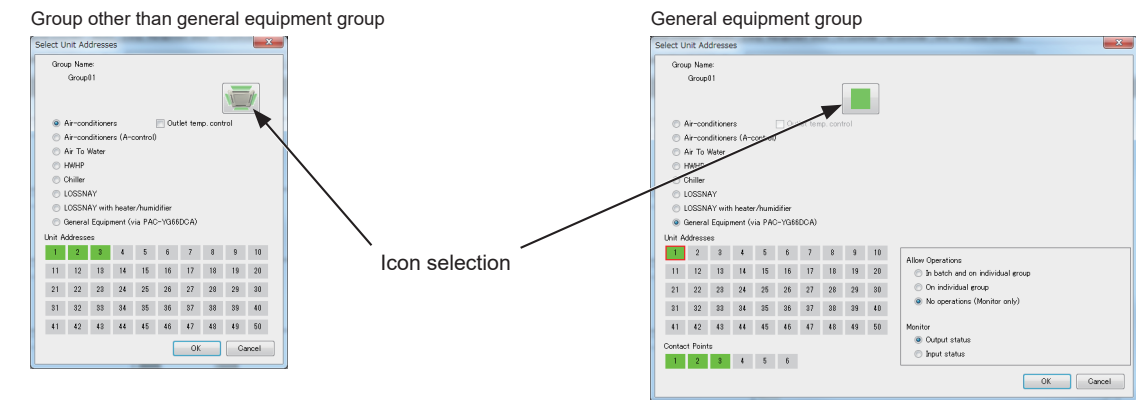 Group other than general equipment group
Select Unit Addresses
Group Name:
Group01
Air-conditioners
Outlet temp. control
Air-conditioners (A-control)
Air To Water
HWHP
Chiller
LOSSNAY
LOSSNAY with heater/humidifier
General Equipment (via PAC-YG66DCA)
Unit Addresses
1 2 3 4 5 6 7 8 9 10
11 12 13 14 15 16 17 18 19 20
21 22 23 24 25 26 27 28 29 30
31 32 33 34 35 36 37 38 39 40
41 42 43 44 45 46 47 48 49 50
OK Cancel
Icon selection
General equipment group
Select Unit Addresses
Group Name:
Group01
Air-conditioners
Outlet temp. control
Air-conditioners (A-control)
Air To Water
HWHP
Chiller
LOSSNAY
LOSSNAY with heater/humidifier
General Equipment (via PAC-YG66DCA)
Unit Addresses
1 2 3 4 5 6 7 8 9 10
11 12 13 14 15 16 17 18 19 20
21 22 23 24 25 26 27 28 29 30
31 32 33 34 35 36 37 38 39 40
41 42 43 44 45 46 47 48 49 50
Contact Points
1 2 3 4 5 6
Allow Operations
In batch and on individual group
On individual group
No operations (Monitor only)
Monitor
Output status
Input status
OK Cancel